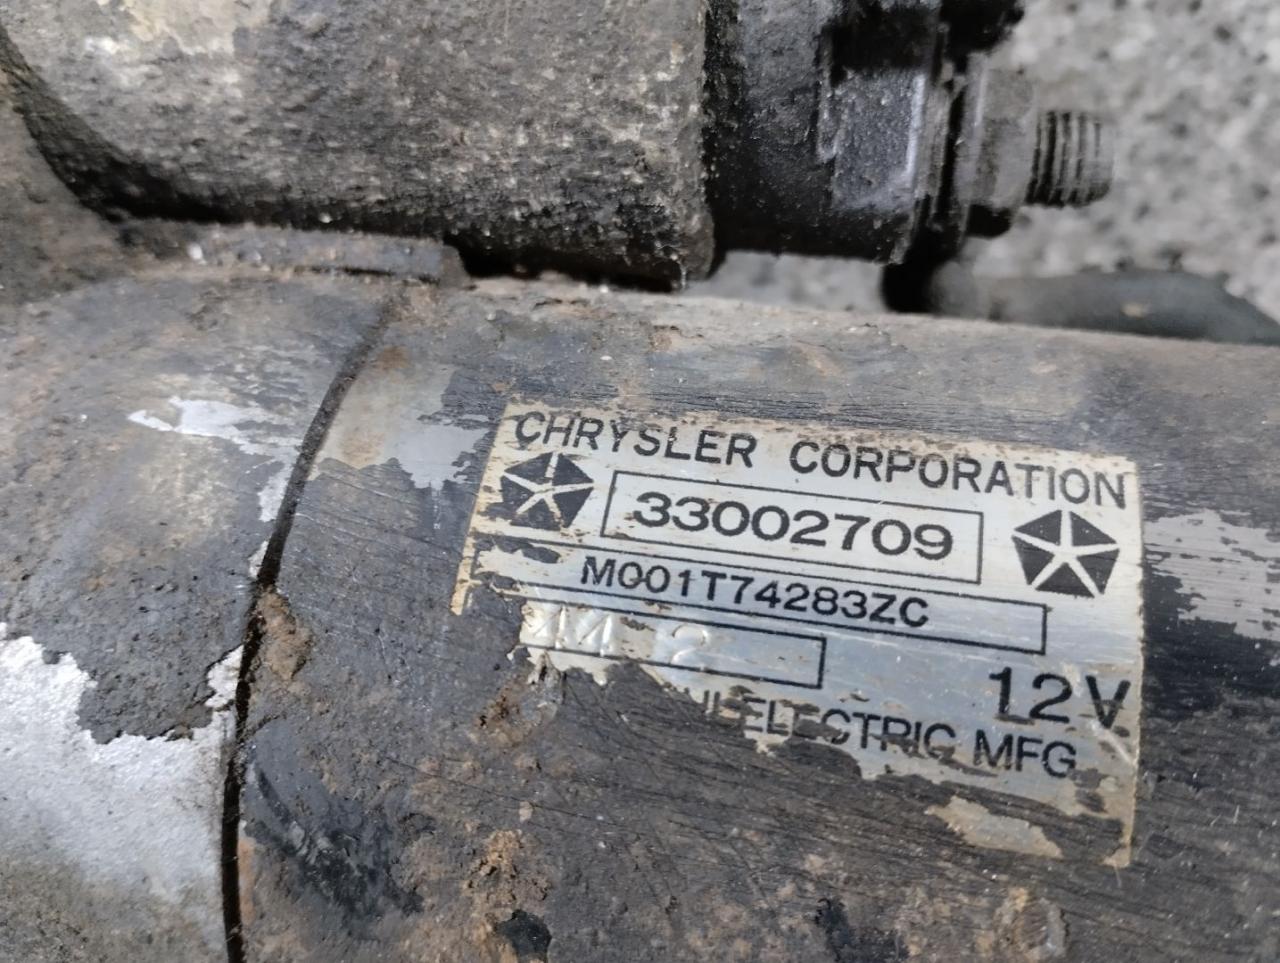 CHRYSLER CORPORATION
33002709
M001T74283ZC
12V
ELECTRIC MFG